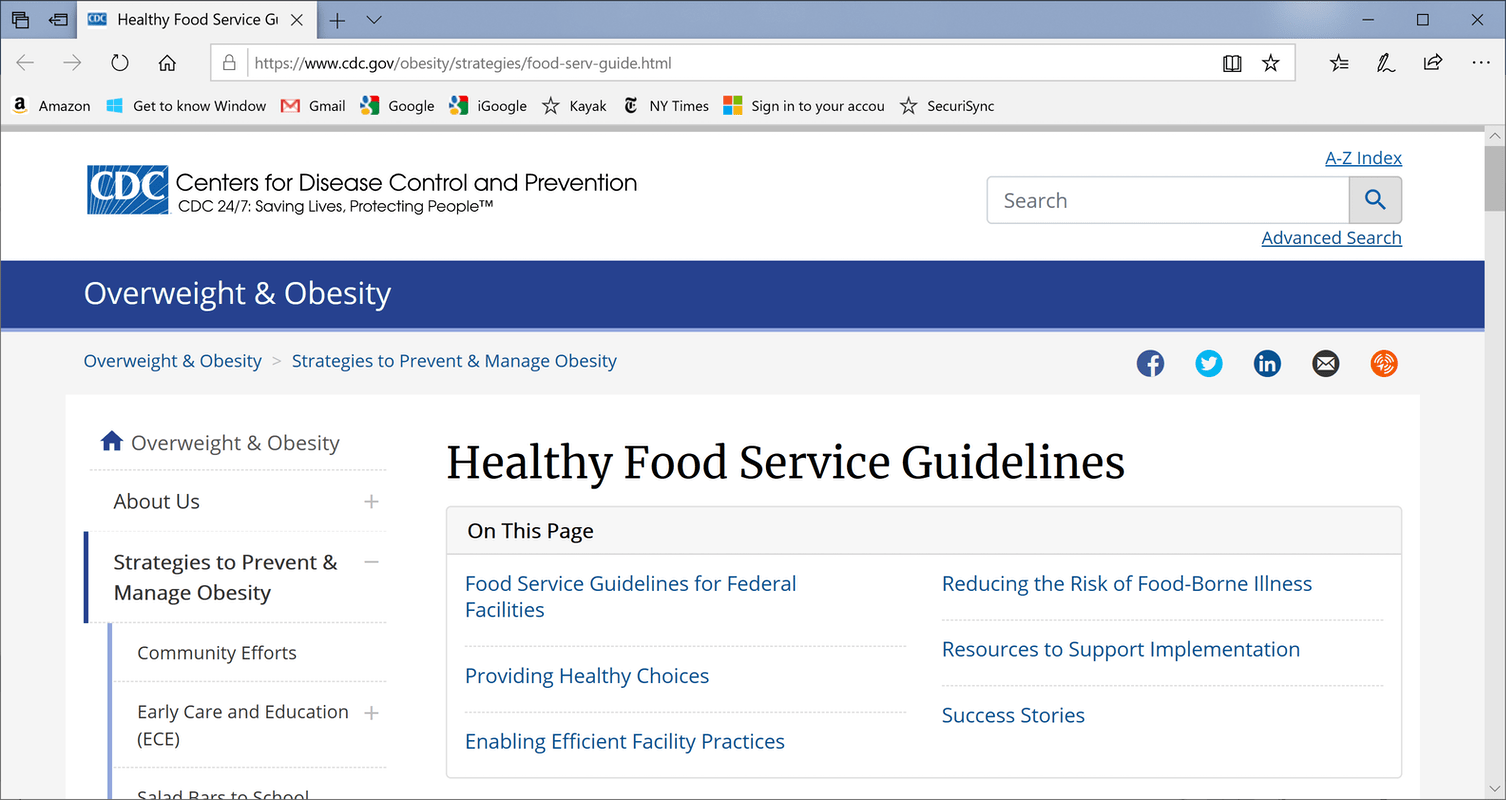 CDC Healthy Food Service Gu
https://www.cdc.gov/obesity/strategies/food-serv-guide.html
Amazon Get to know Window Gmail Google iGoogle Kayak NY Times Sign in to your accou SecuriSync
A-Z Index
CDC Centers for Disease Control and Prevention
CDC 24/7: Saving Lives, Protecting People™
Search
Advanced Search
Overweight & Obesity
Overweight & Obesity > Strategies to Prevent & Manage Obesity
Overweight & Obesity
About Us
Strategies to Prevent &
Manage Obesity
Community Efforts
Early Care and Education
(ECE)
Salad Bars to School
Healthy Food Service Guidelines
On This Page
Food Service Guidelines for Federal
Facilities
Providing Healthy Choices
Enabling Efficient Facility Practices
Reducing the Risk of Food-Borne Illness
Resources to Support Implementation
Success Stories